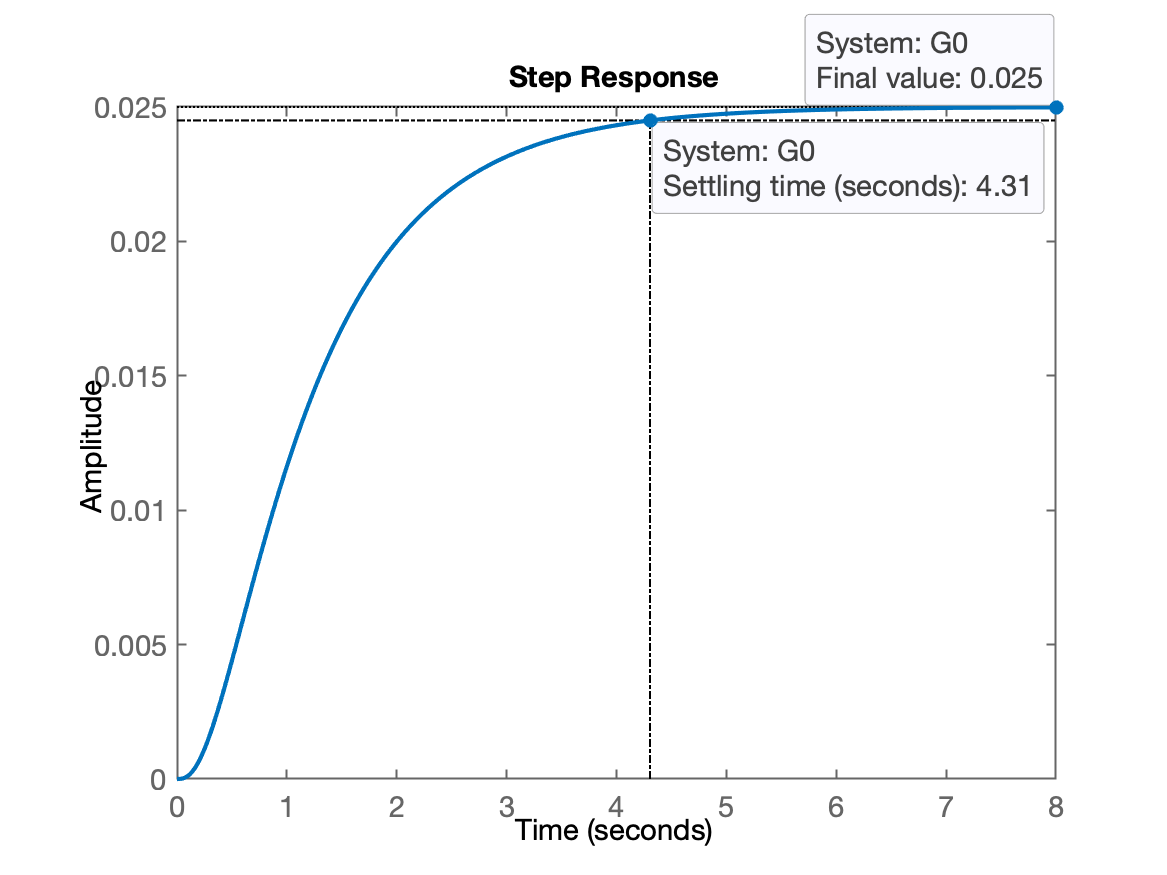 System: G0
Final value: 0.025
Step Response
System: G0
Settling time (seconds): 4.31
0.025
0.02
0.015
0.01
0.005
0
Amplitude
0 1 2 3 4 5 6 7 8
Time (seconds)